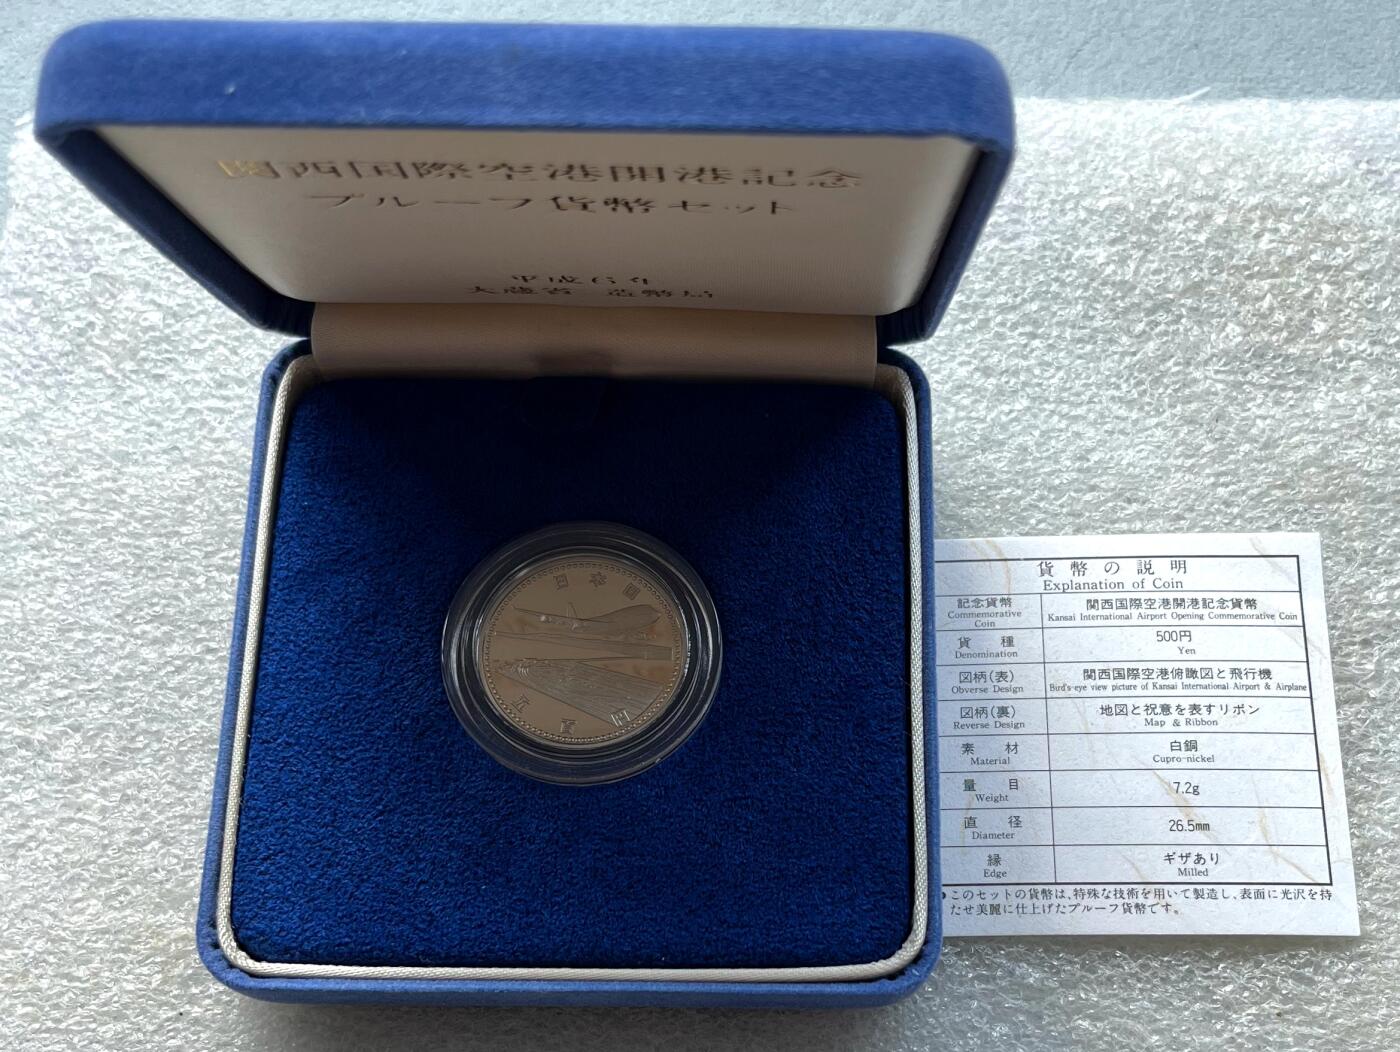 関西国際空港開港記念
プルーフ貨幣セット
平成6年
大蔵省 造幣局
日本国
五百円
貨幣の説明
Explanation of Coin
記念貨幣
Commemorative
Coin
関西国際空港開港記念貨幣
Kansai International Airport Opening Commemorative Coin
貨種
Denomination
500円
Yen
図柄(表)
Obverse Design
関西国際空港俯瞰図と飛行機
Bird's-eye view picture of Kansai International Airport & Airplane
図柄(裏)
Reverse Design
地図と祝意を表すリボン
Map & Ribbon
素材
Material
白銅
Cupro-nickel
量目
Weight
7.2g
直径
Diameter
26.5mm
縁
Edge
ギザあり
Milled
●このセットの貨幣は、特殊な技術を用いて製造し、表面に光沢を持
たせ美麗に仕上げたプルーフ貨幣です。